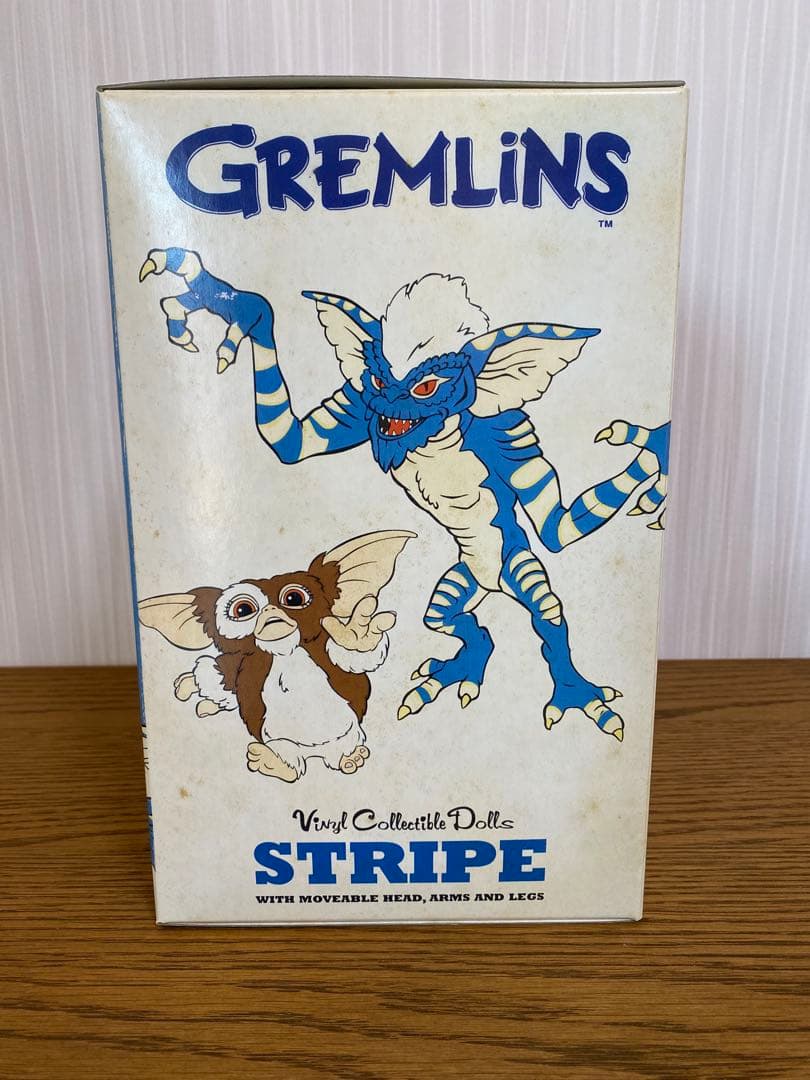 GREMLiNS
TM
Vinyl Collectible Dolls
STRIPE
WITH MOVEABLE HEAD, ARMS AND LEGS